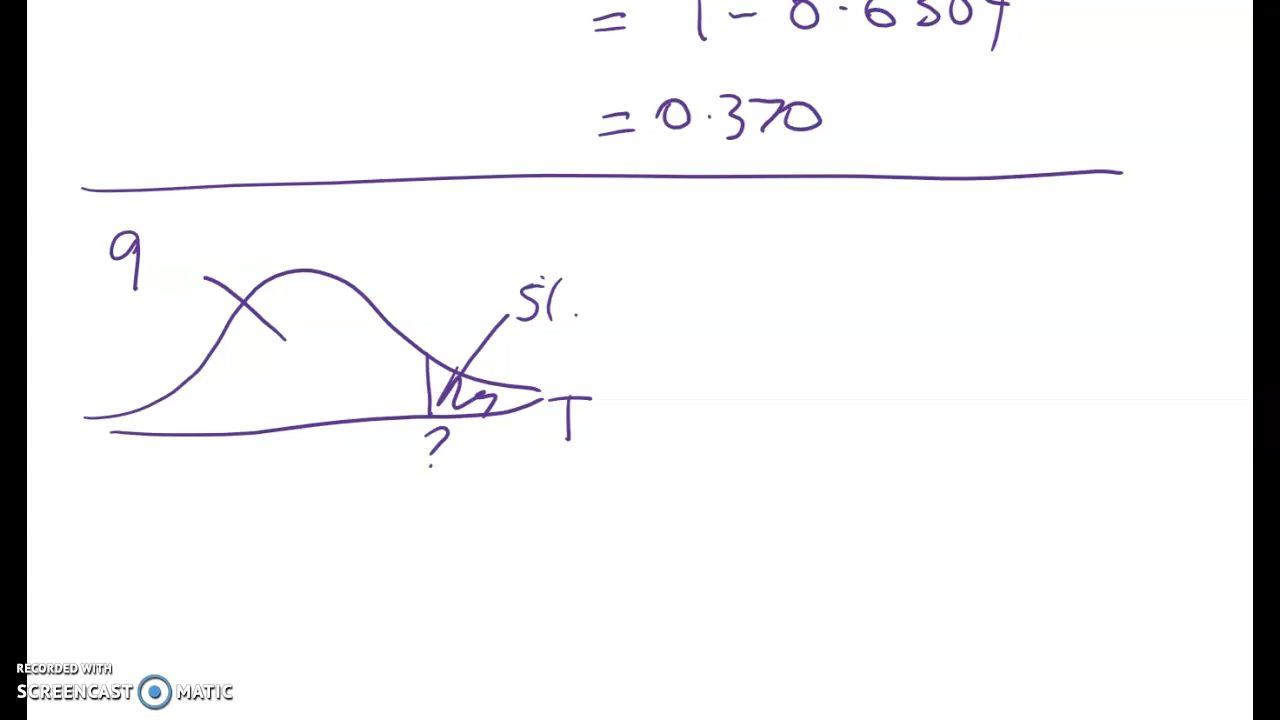 = 1 - 0.6304
= 0.370
9
5%
T
?
RECORDED WITH
SCREENCAST MATIC